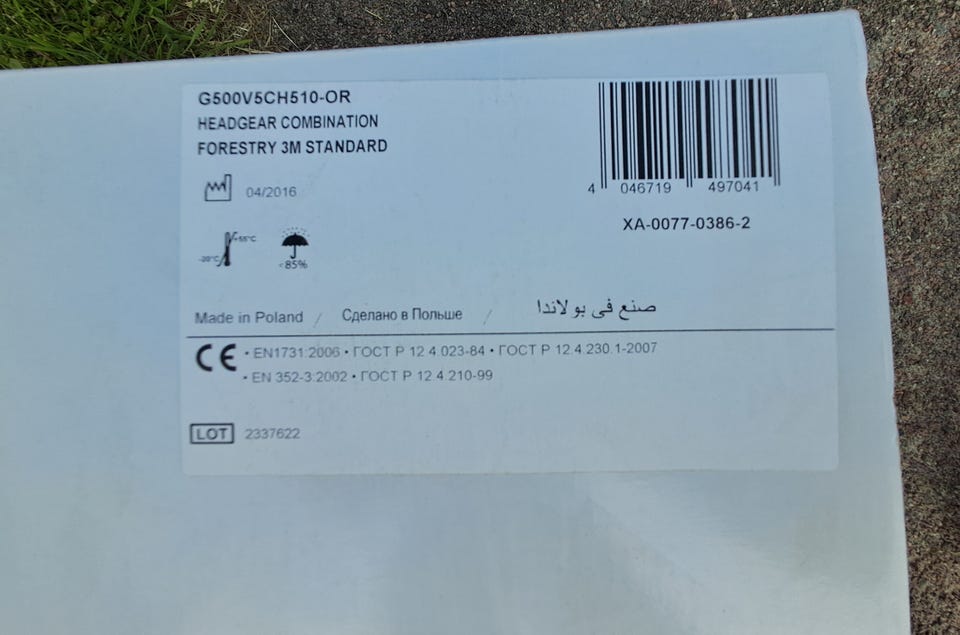 G500V5CH510-OR
HEADGEAR COMBINATION
FORESTRY 3M STANDARD
04/2016
4 046719 497041
XA-0077-0386-2
-20°C +55°C
<85%
Made in Poland / Сделано в Польше / صنع في بولاندا
CE • EN1731:2006 • ГОСТ Р 12.4.023-84 • ГОСТ Р 12.4.230.1-2007
• EN 352-3:2002 • ГОСТ Р 12.4.210-99
LOT 2337622